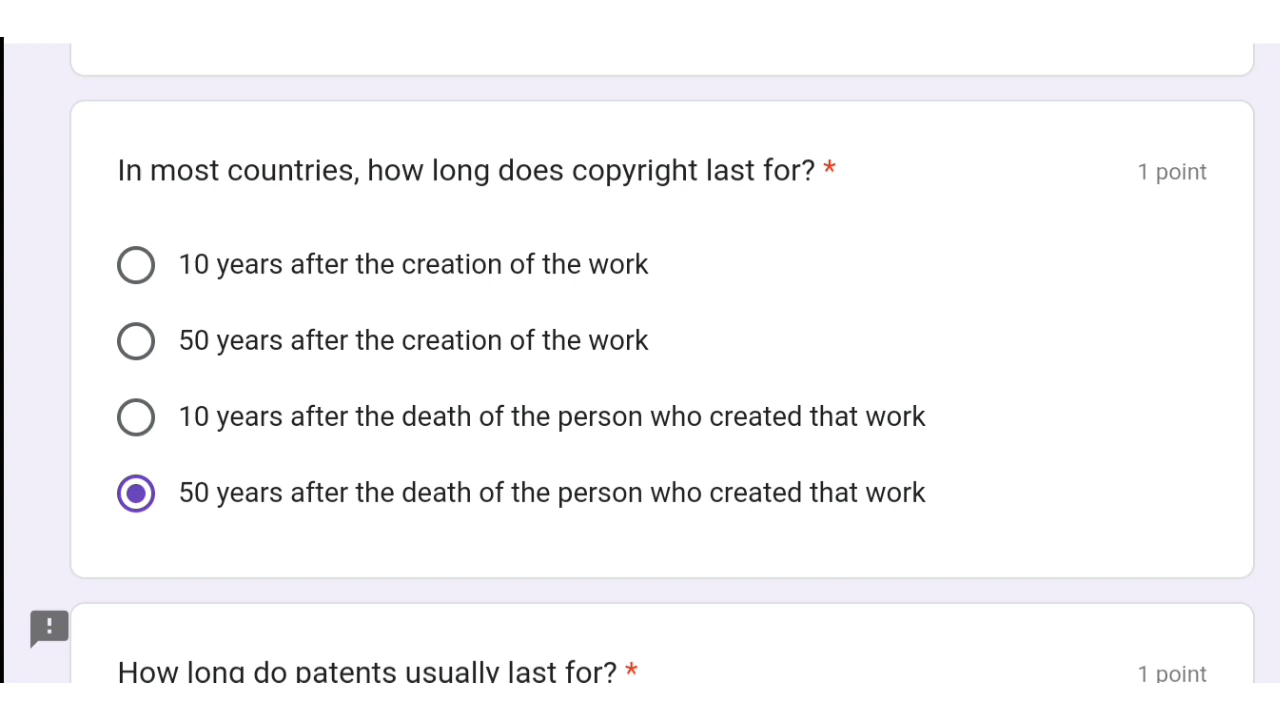 In most countries, how long does copyright last for? *
1 point
10 years after the creation of the work
50 years after the creation of the work
10 years after the death of the person who created that work
50 years after the death of the person who created that work
How long do patents usually last for? *
1 point